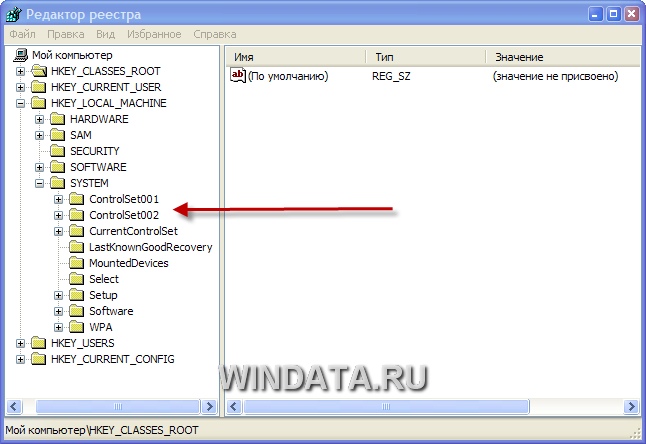 Редактор реестра
Файл Правка Вид Избранное Справка
Мой компьютер
HKEY_CLASSES_ROOT
HKEY_CURRENT_USER
HKEY_LOCAL_MACHINE
HARDWARE
SAM
SECURITY
SOFTWARE
SYSTEM
ControlSet001
ControlSet002
CurrentControlSet
LastKnownGoodRecovery
MountedDevices
Select
Setup
Software
WPA
HKEY_USERS
HKEY_CURRENT_CONFIG
Имя Тип Значение
ab (По умолчанию) REG_SZ (значение не присвоено)
WINDATA.RU
Мой компьютер\HKEY_CLASSES_ROOT